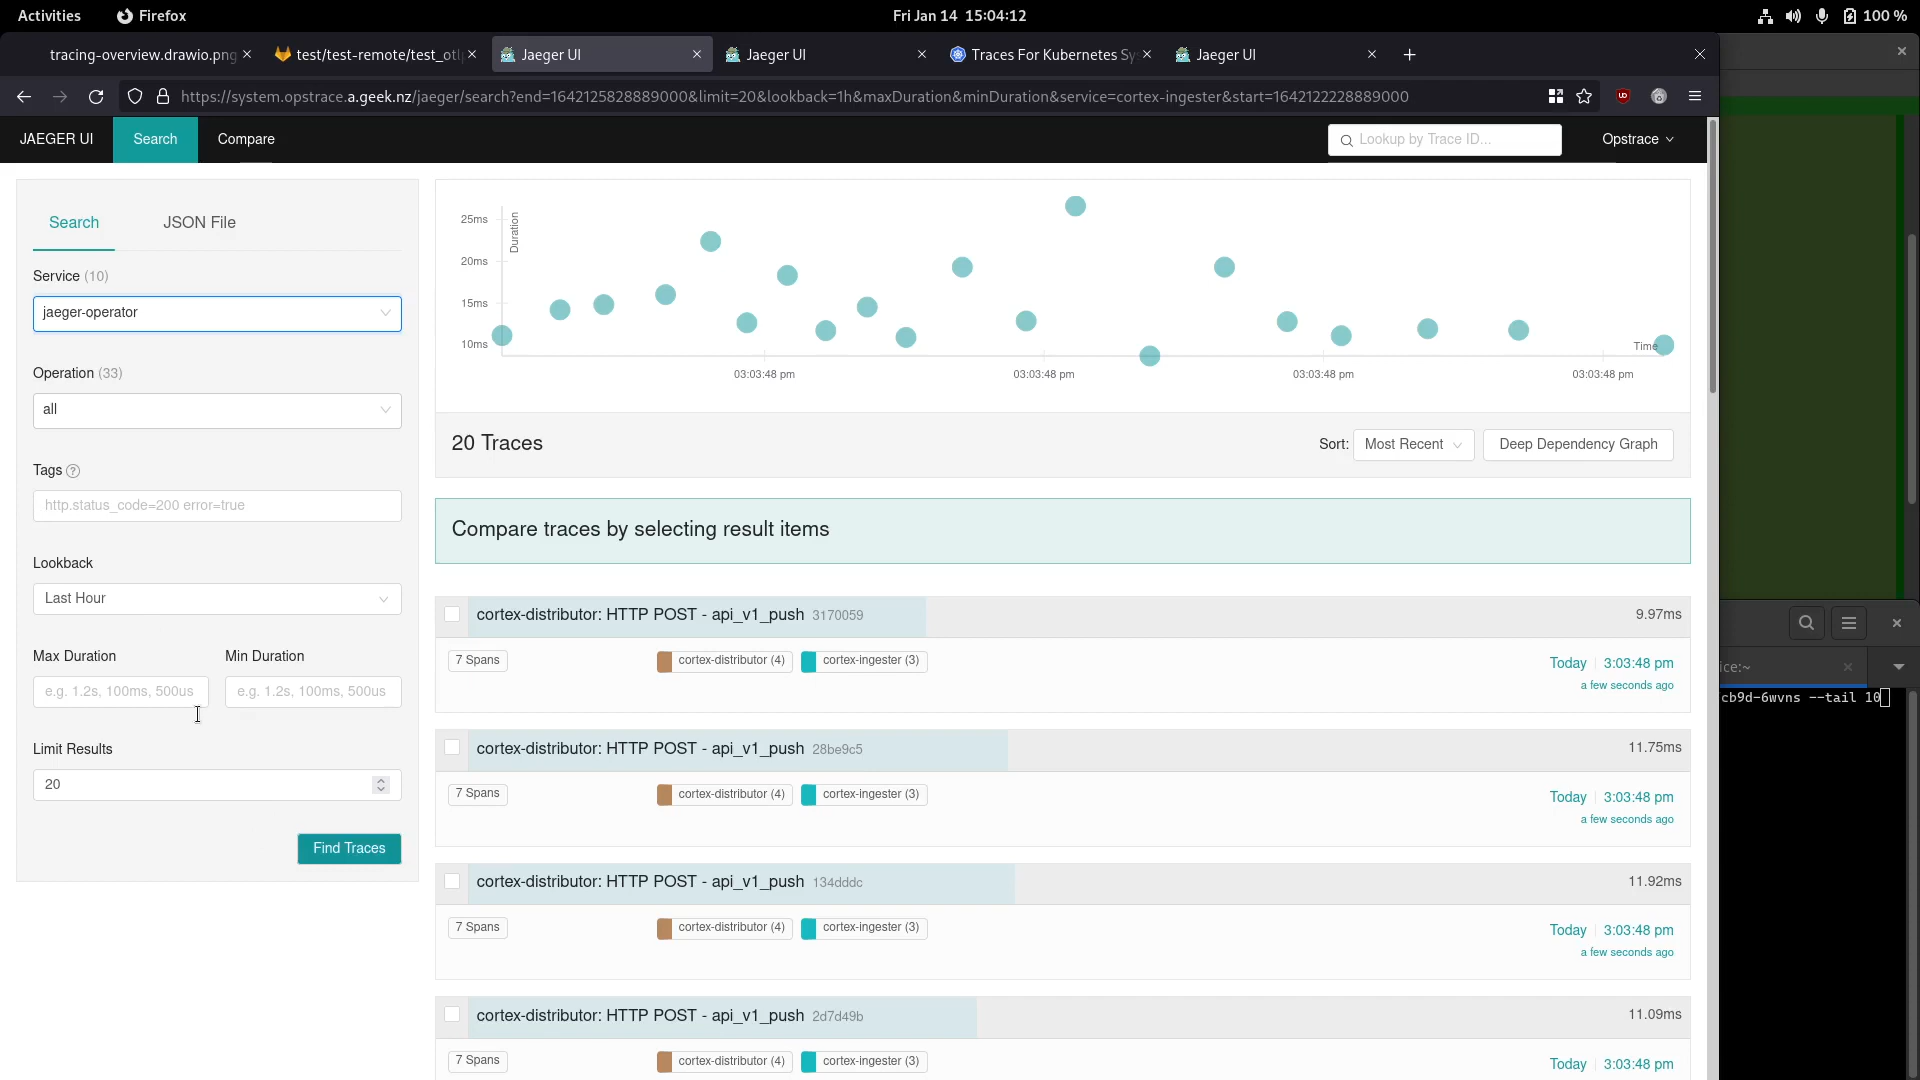 Activities
Firefox
Fri Jan 14 15:04:12
100 %
tracing-overview.drawio.png
test/test-remote/test_otl
Jaeger UI
Jaeger UI
Traces For Kubernetes Sy
Jaeger UI
https://system.opstrace.a.geek.nz/jaeger/search?end=1642125828889000&limit=20&lookback=1h&maxDuration&minDuration&service=cortex-ingester&start=1642122228889000
JAEGER UI
Search
Compare
Lookup by Trace ID...
Opstrace
Search
JSON File
Service (10)
jaeger-operator
Operation (33)
all
Tags ?
http.status_code=200 error=true
Lookback
Last Hour
Max Duration
Min Duration
e.g. 1.2s, 100ms, 500us
e.g. 1.2s, 100ms, 500us
Limit Results
20
Find Traces
Duration
25ms
20ms
15ms
10ms
Time
03:03:48 pm
03:03:48 pm
03:03:48 pm
03:03:48 pm
20 Traces
Sort: Most Recent
Deep Dependency Graph
Compare traces by selecting result items
cortex-distributor: HTTP POST - api_v1_push 3170059
9.97ms
7 Spans
cortex-distributor (4)
cortex-ingester (3)
Today 3:03:48 pm
a few seconds ago
cortex-distributor: HTTP POST - api_v1_push 28be9c5
11.75ms
7 Spans
cortex-distributor (4)
cortex-ingester (3)
Today 3:03:48 pm
a few seconds ago
cortex-distributor: HTTP POST - api_v1_push 134dddc
11.92ms
7 Spans
cortex-distributor (4)
cortex-ingester (3)
Today 3:03:48 pm
a few seconds ago
cortex-distributor: HTTP POST - api_v1_push 2d7d49b
11.09ms
7 Spans
cortex-distributor (4)
cortex-ingester (3)
Today 3:03:48 pm
ice:~
cb9d-6wvns --tail 10